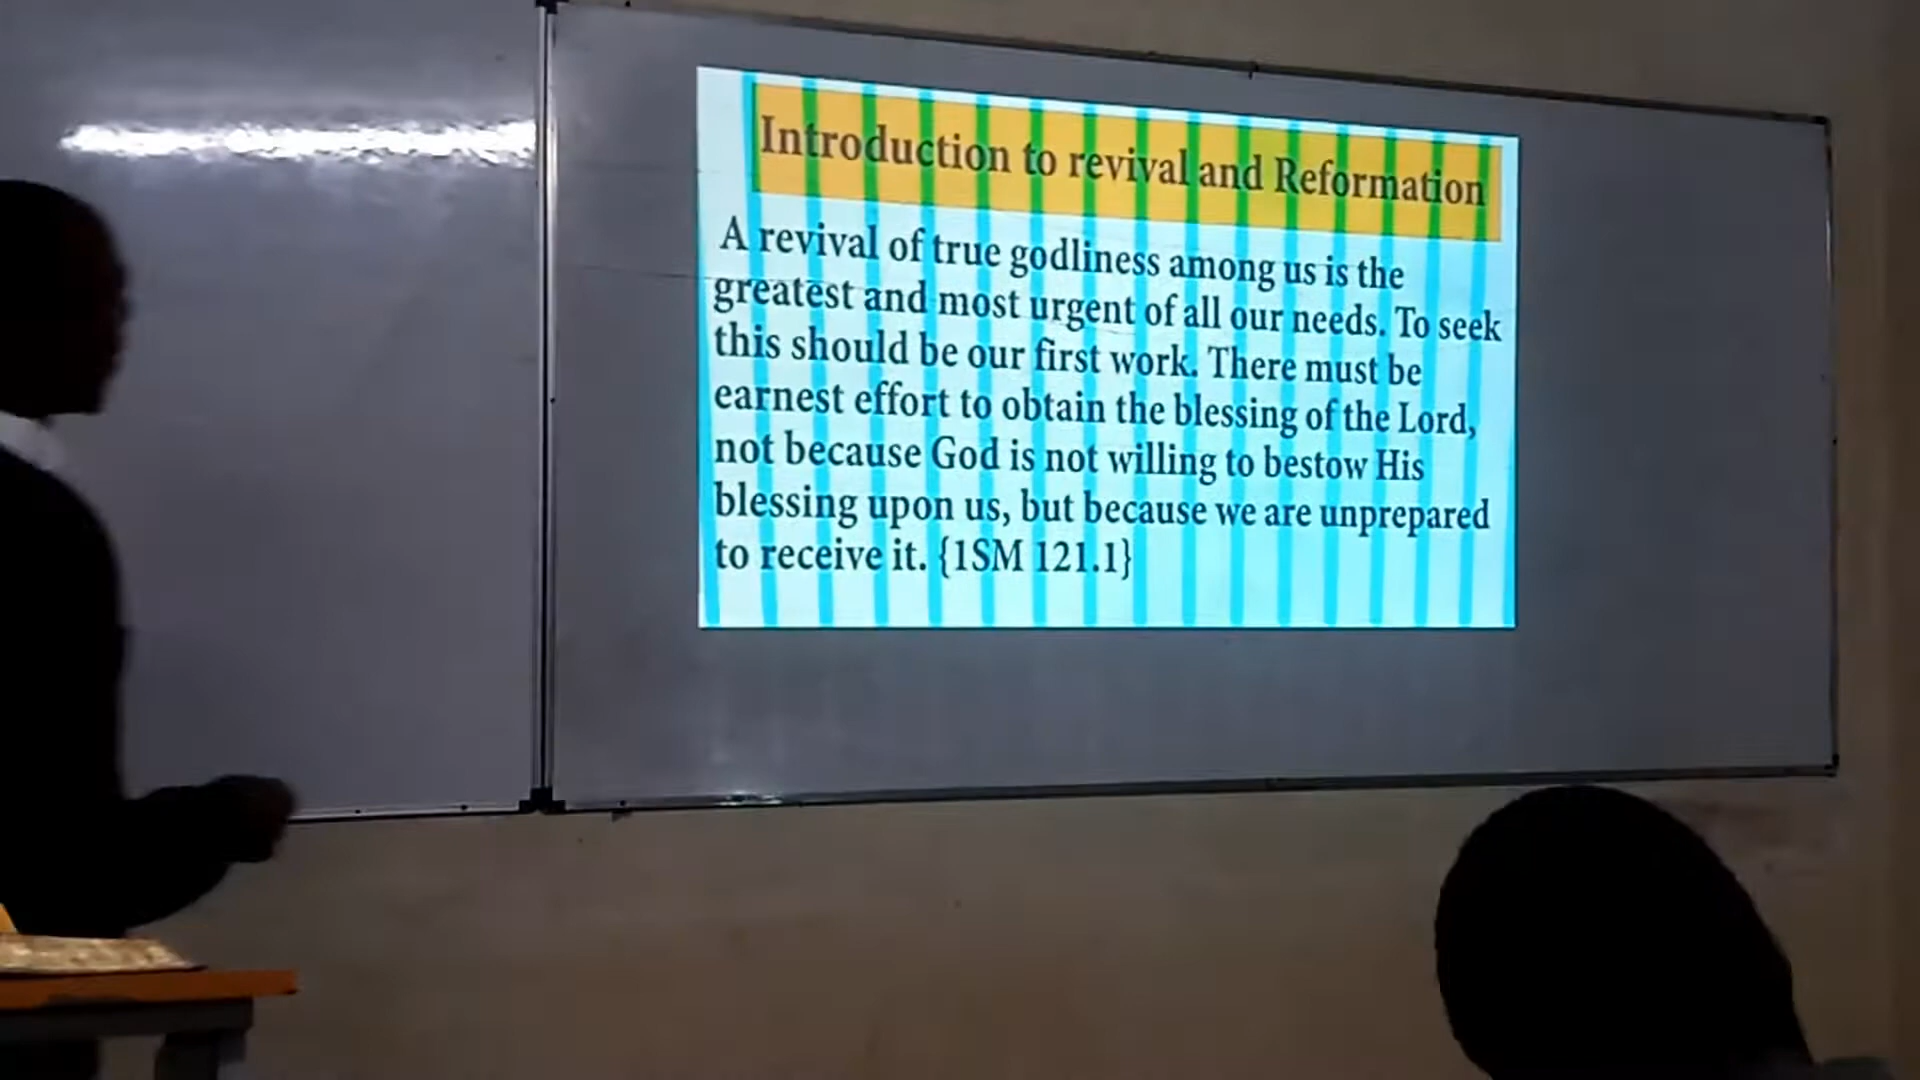 Introduction to revival and Reformation
A revival of true godliness among us is the
greatest and most urgent of all our needs. To seek
this should be our first work. There must be
earnest effort to obtain the blessing of the Lord,
not because God is not willing to bestow His
blessing upon us, but because we are unprepared
to receive it. {1SM 121.1}